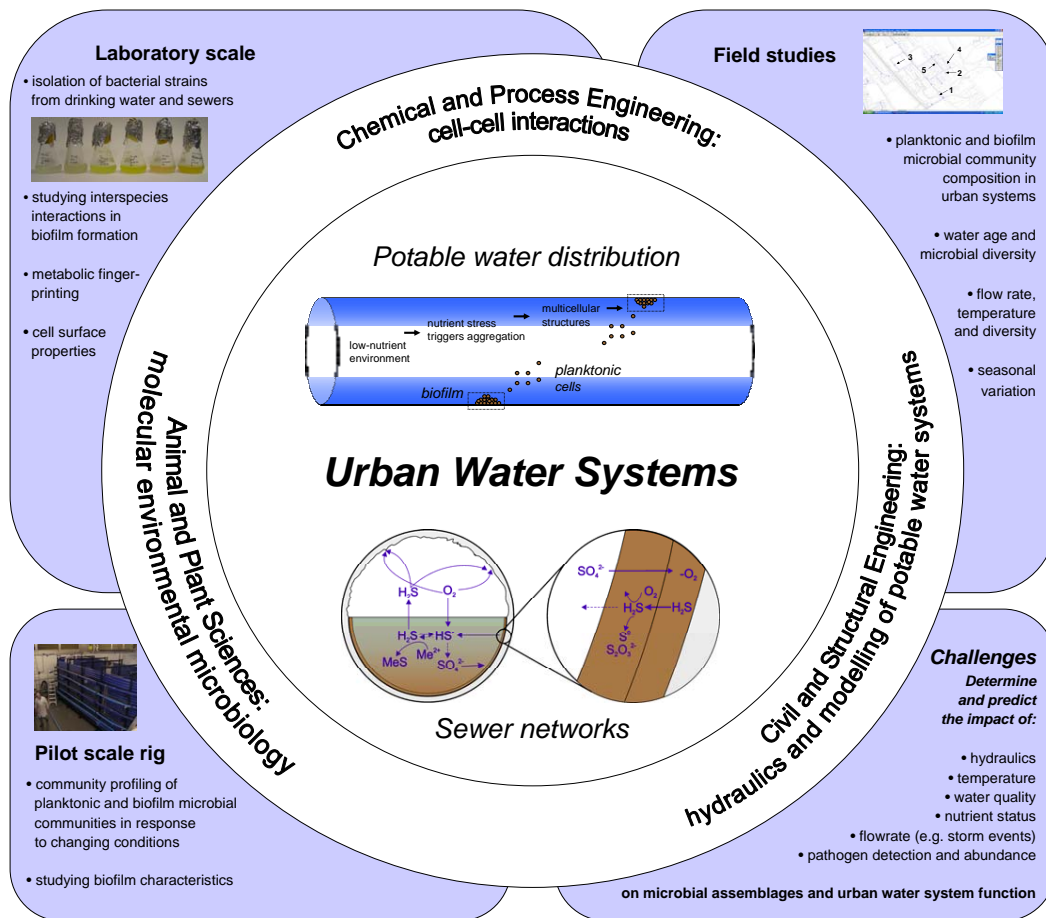 Laboratory scale
• isolation of bacterial strains
from drinking water and sewers
• studying interspecies
interactions in
biofilm formation
• metabolic finger-
printing
• cell surface
properties
Field studies
3
4
5
2
1
• planktonic and biofilm
microbial community
composition in
urban systems
• water age and
microbial diversity
• flow rate,
temperature
and diversity
• seasonal
variation
Chemical and Process Engineering:
cell-cell interactions
Animal and Plant Sciences:
molecular environmental microbiology
Civil and Structural Engineering:
hydraulics and modelling of potable water systems
Potable water distribution
low-nutrient
environment
nutrient stress
triggers aggregation
multicellular
structures
planktonic
cells
biofilm
Urban Water Systems
H₂S
O₂
H₂S
HS⁻
MeS
Me²⁺
SO₄²⁻
SO₄²⁻
-O₂
O₂
H₂S
H₂S
S⁰
S₂O₃²⁻
Sewer networks
Pilot scale rig
• community profiling of
planktonic and biofilm microbial
communities in response
to changing conditions
• studying biofilm characteristics
Challenges
Determine
and predict
the impact of:
• hydraulics
• temperature
• water quality
• nutrient status
• flowrate (e.g. storm events)
• pathogen detection and abundance
on microbial assemblages and urban water system function